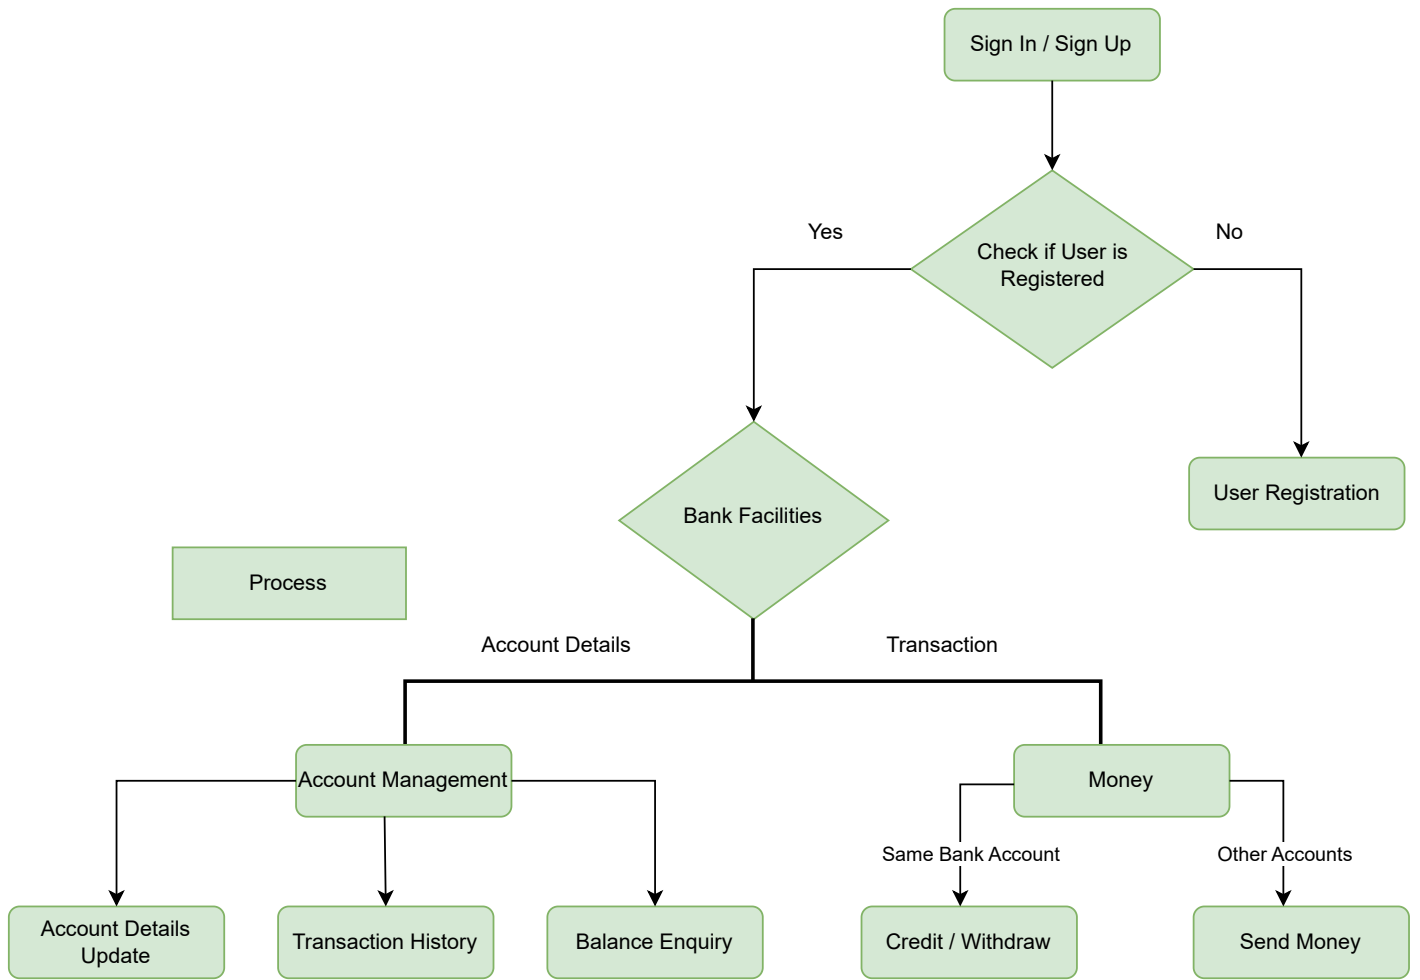 Sign In / Sign Up
Yes
No
Check if User is
Registered
Bank Facilities
User Registration
Process
Account Details
Transaction
Account Management
Money
Same Bank Account
Other Accounts
Account Details
Update
Transaction History
Balance Enquiry
Credit / Withdraw
Send Money